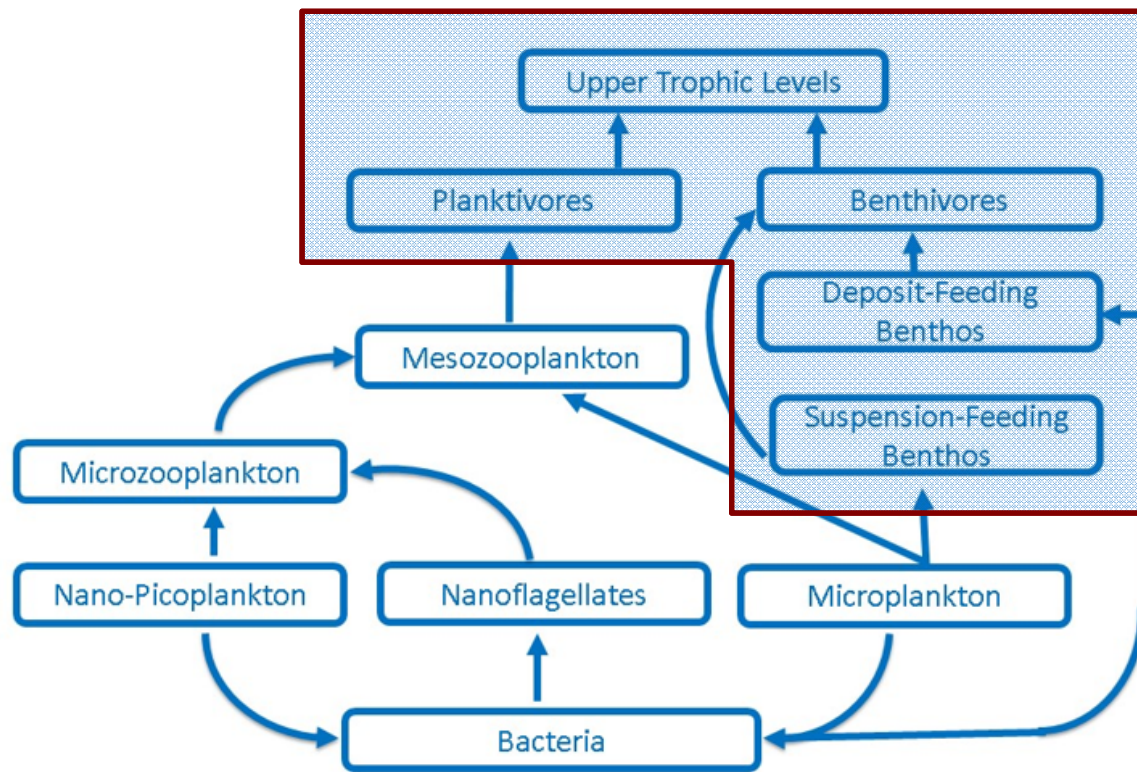 Upper Trophic Levels
Planktivores
Benthivores
Deposit-Feeding
Benthos
Mesozooplankton
Suspension-Feeding
Benthos
Microzooplankton
Nano-Picoplankton
Nanoflagellates
Microplankton
Bacteria